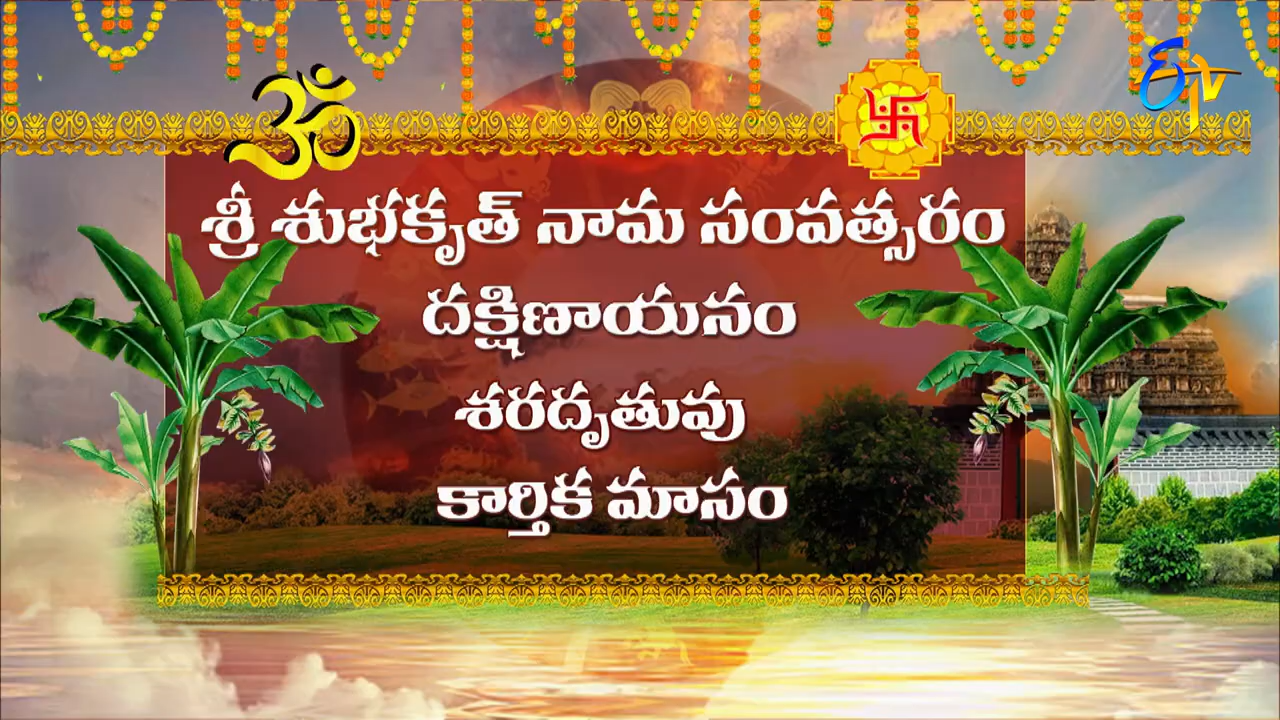 ETV
ॐ
శ్రీ శుభకృత్ నామ సంవత్సరం
దక్షిణాయనం
శరదృతువు
కార్తిక మాసం